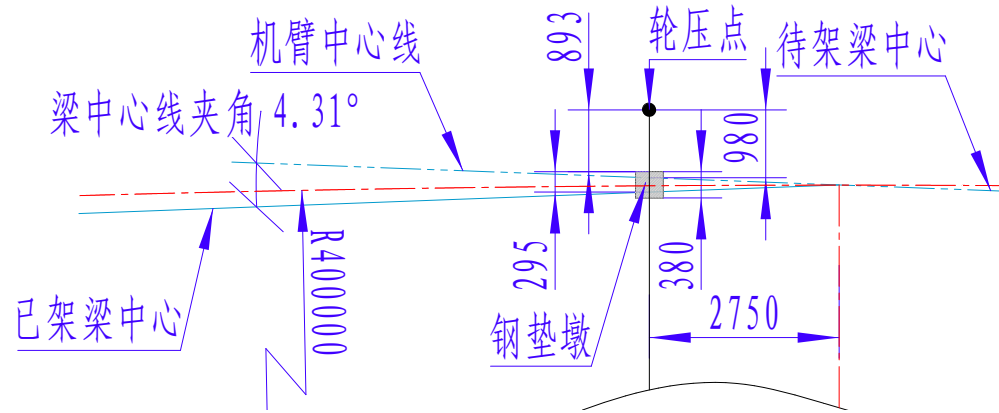 机臂中心线
893
轮压点
待架梁中心
梁中心线夹角 4.31°
980
295
380
R400000
已架梁中心
钢垫墩
2750